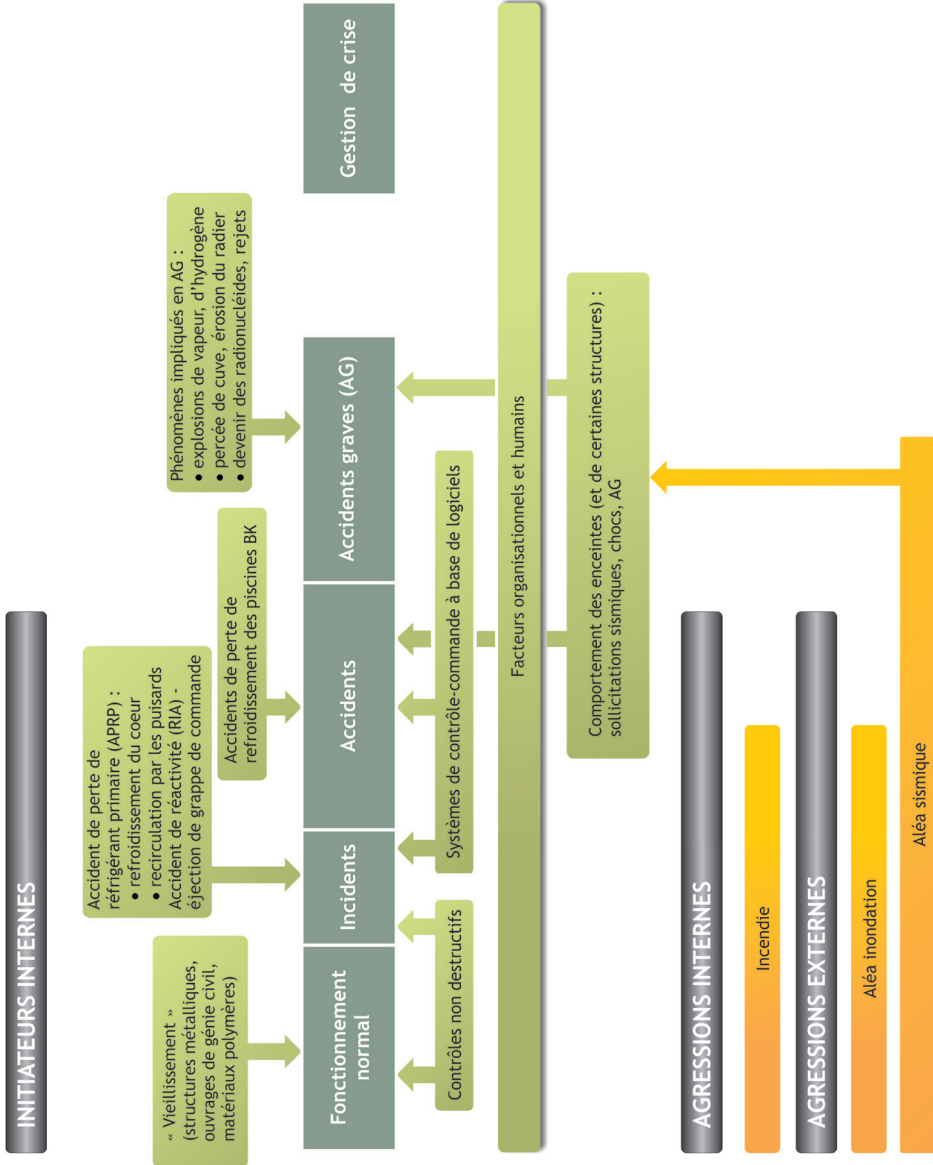 INITIATEURS INTERNES
« Vieillissement »
(structures métalliques,
ouvrages de génie civil,
matériaux polymères)
Accident de perte de
réfrigérant primaire (APRP) :
• refroidissement du coeur
• recirculation par les puisards
Accident de réactivité (RIA) -
éjection de grappe de commande
Accidents de perte de
refroidissement des piscines BK
Phénomènes impliqués en AG :
• explosions de vapeur, d’hydrogène
• percée de cuve, érosion du radier
• devenir des radionucléides, rejets
Fonctionnement
normal
Incidents
Accidents
Accidents graves (AG)
Gestion de crise
Contrôles non destructifs
Systèmes de contrôle-commande à base de logiciels
Facteurs organisationnels et humains
Comportement des enceintes (et de certaines structures) :
sollicitations sismiques, chocs, AG
AGRESSIONS INTERNES
Incendie
AGRESSIONS EXTERNES
Aléa inondation
Aléa sismique